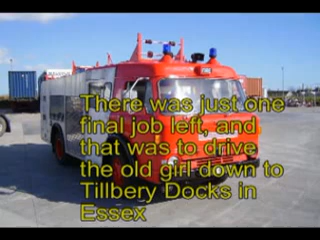 There was just one
final job left, and
that was to drive
the old girl down to
Tillbery Docks in
Essex